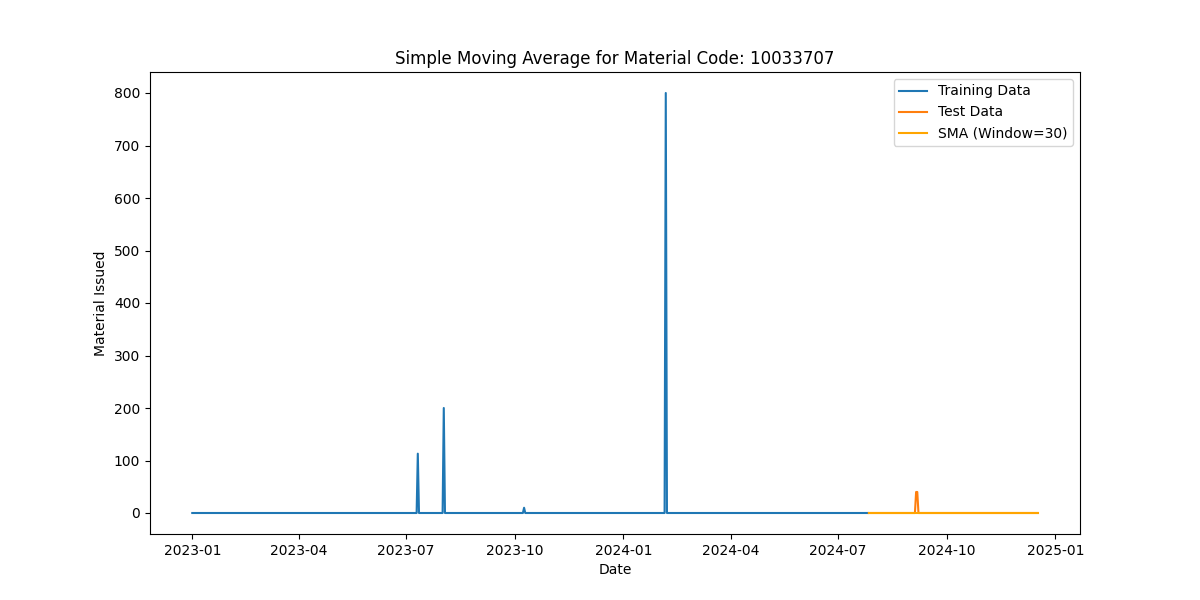 Simple Moving Average for Material Code: 10033707
Training Data
Test Data
SMA (Window=30)
Material Issued
800
700
600
500
400
300
200
100
0
2023-01 2023-04 2023-07 2023-10 2024-01 2024-04 2024-07 2024-10 2025-01
Date